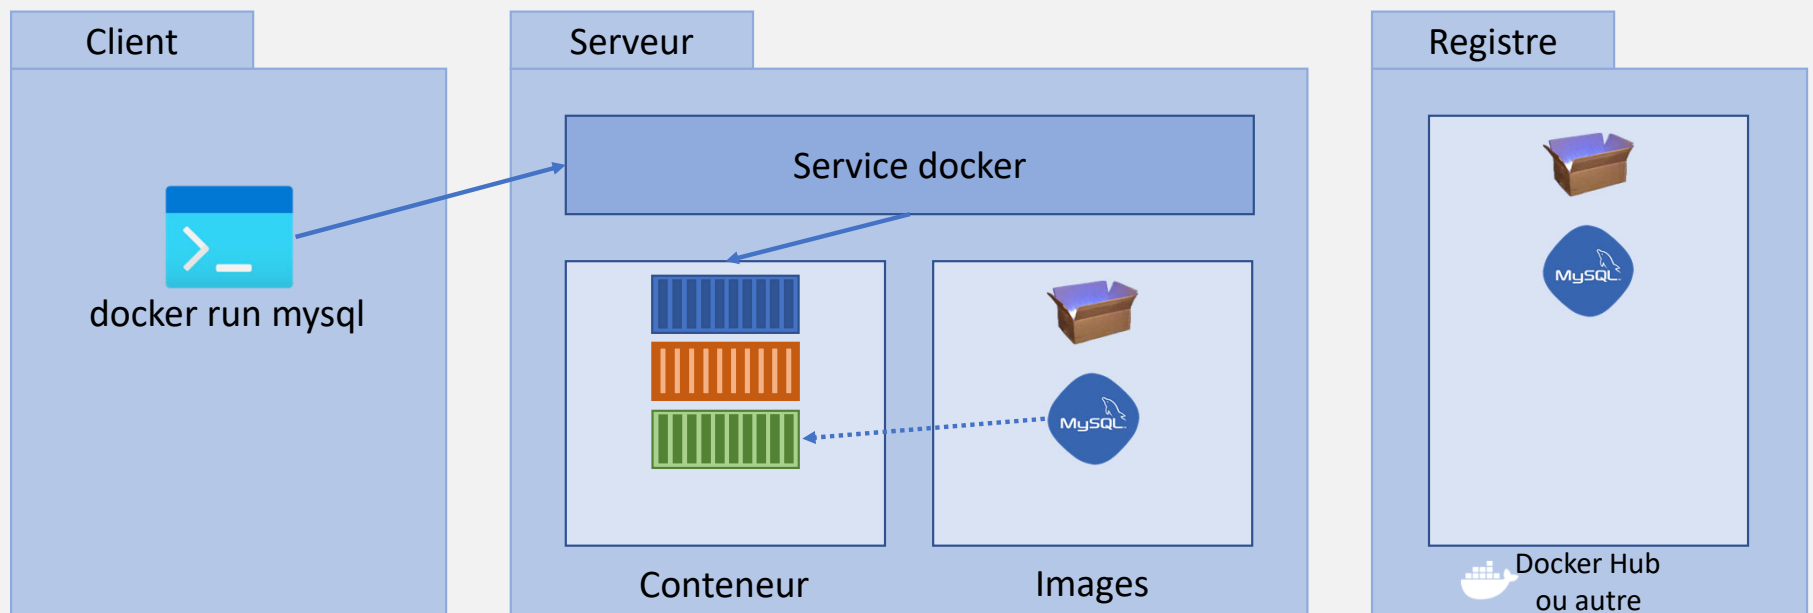 Client
Serveur
Registre
Service docker
>_
docker run mysql
MySQL
MySQL
Conteneur
Images
Docker Hub
ou autre